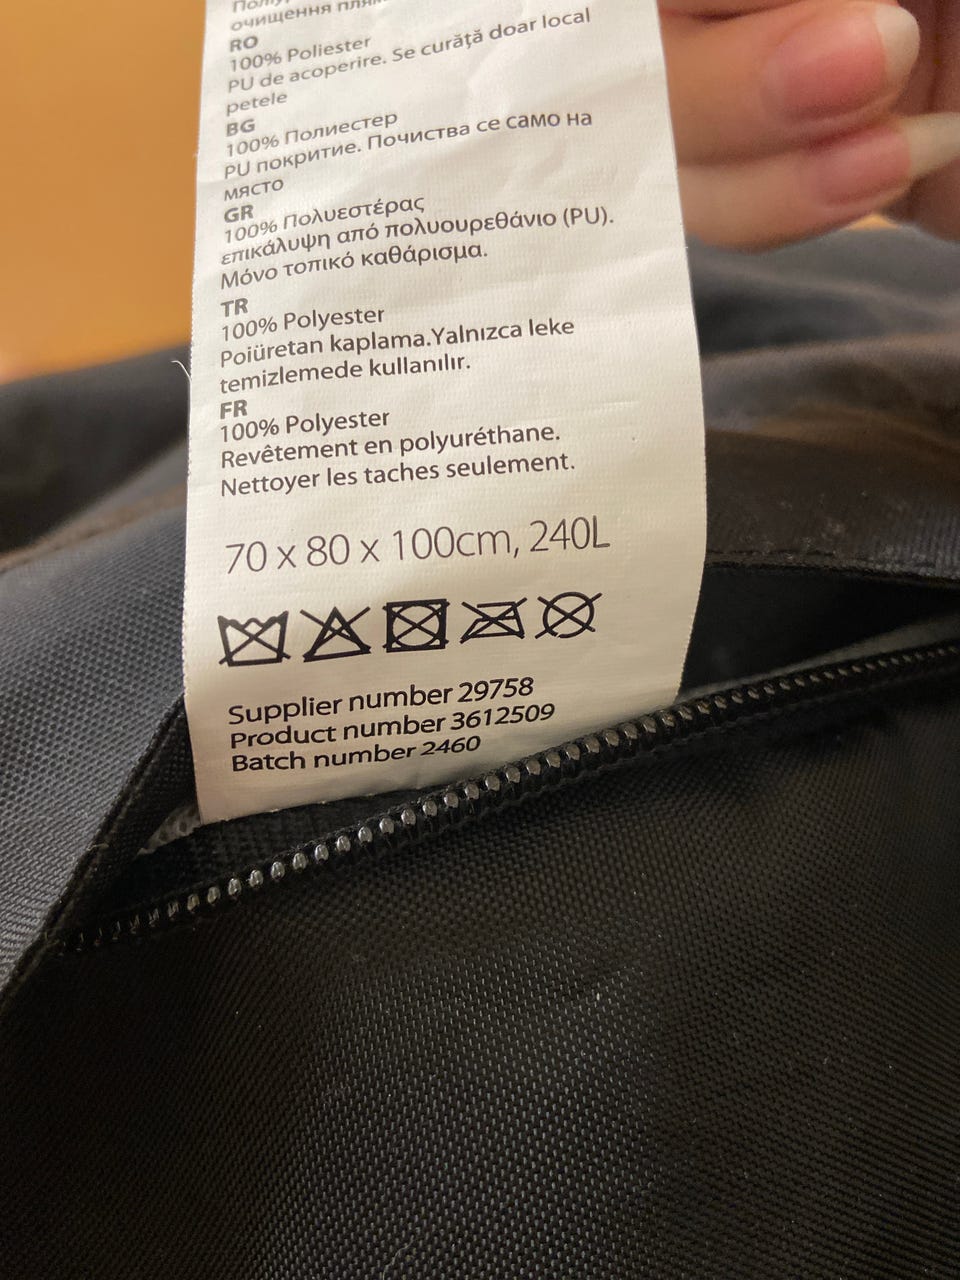 очищення
RO
100% Poliester
PU de acoperire. Se curăță doar local
petele
BG
100% Полиестер
PU покритие. Почиства се само на
място
GR
100% Πολυεστέρας
επικάλυψη από πολυουρεθάνιο (PU).
Μόνο τοπικό καθάρισμα.
TR
100% Polyester
Poiüretan kaplama.Yalnızca leke
temizlemede kullanılır.
FR
100% Polyester
Revêtement en polyuréthane.
Nettoyer les taches seulement.
70 x 80 x 100cm, 240L
Supplier number 29758
Product number 3612509
Batch number 2460